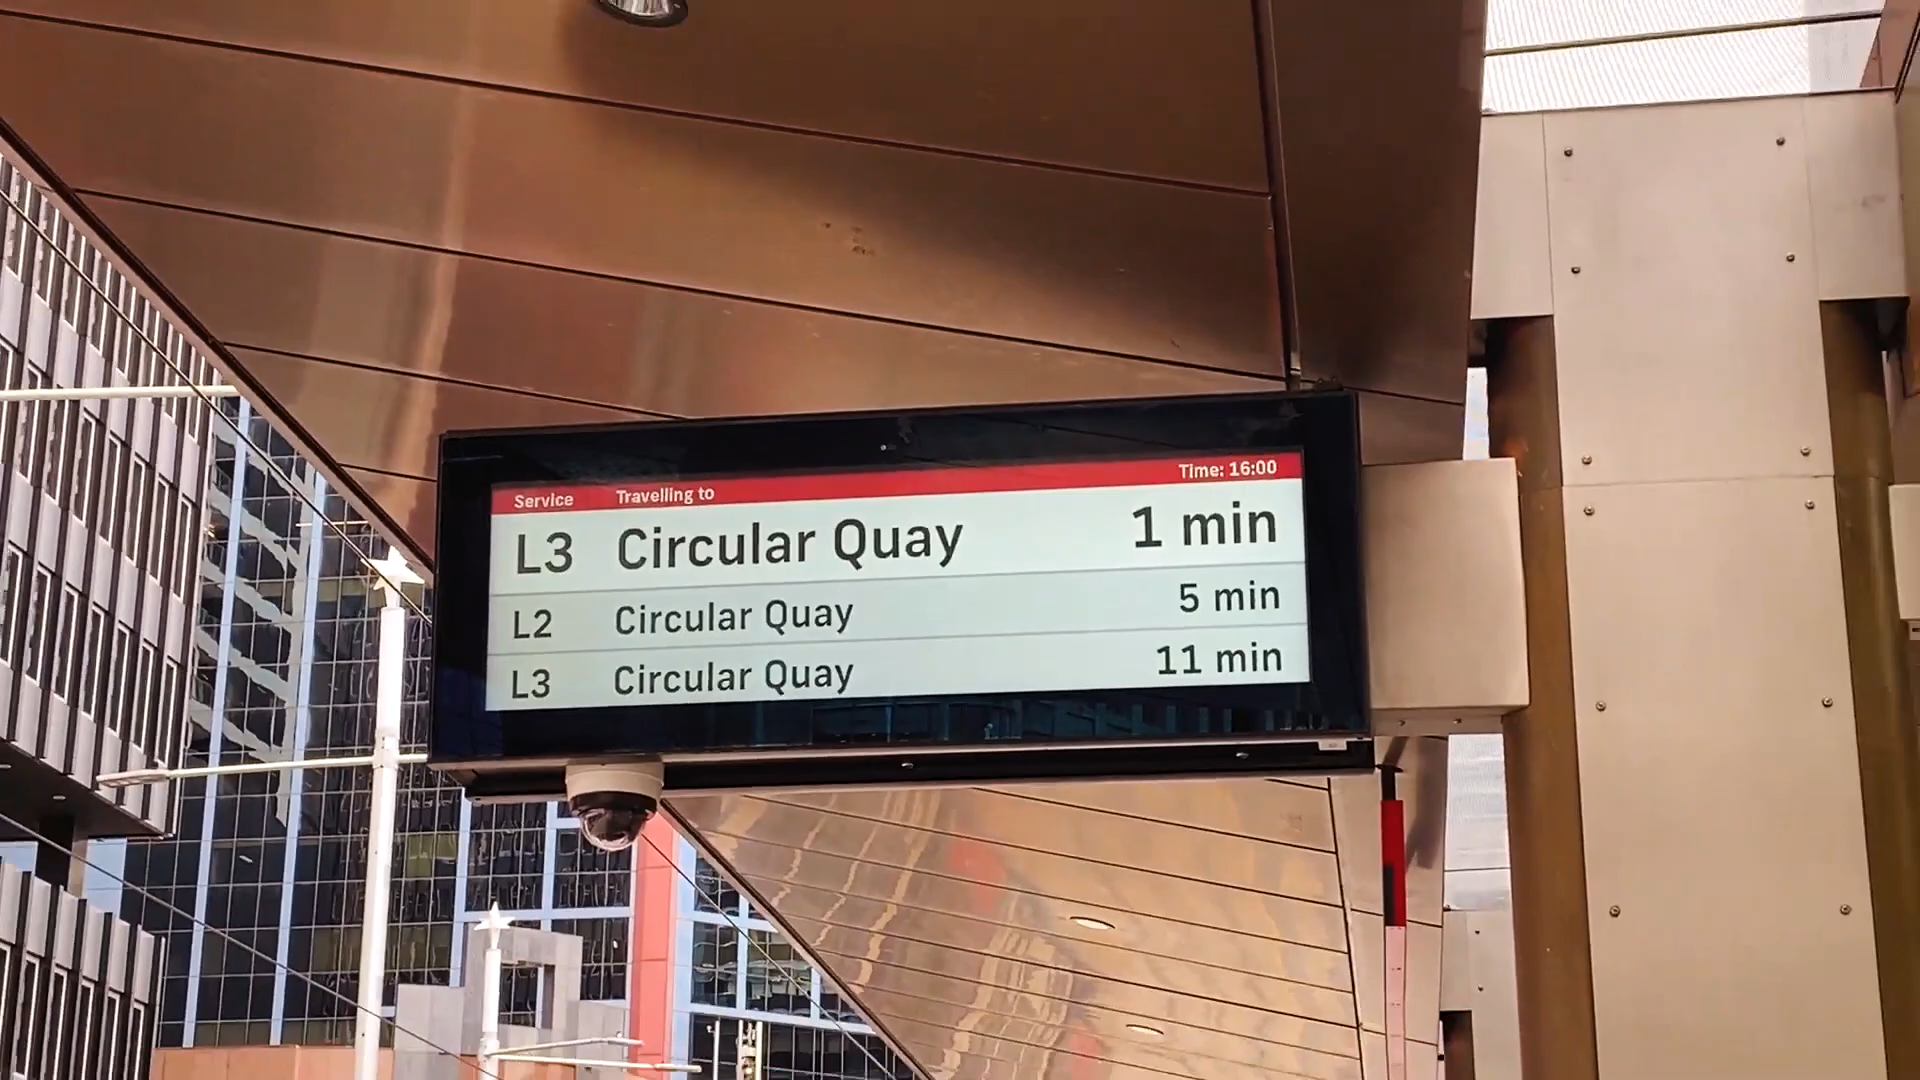 Service Travelling to Time: 16:00
L3 Circular Quay 1 min
L2 Circular Quay 5 min
L3 Circular Quay 11 min